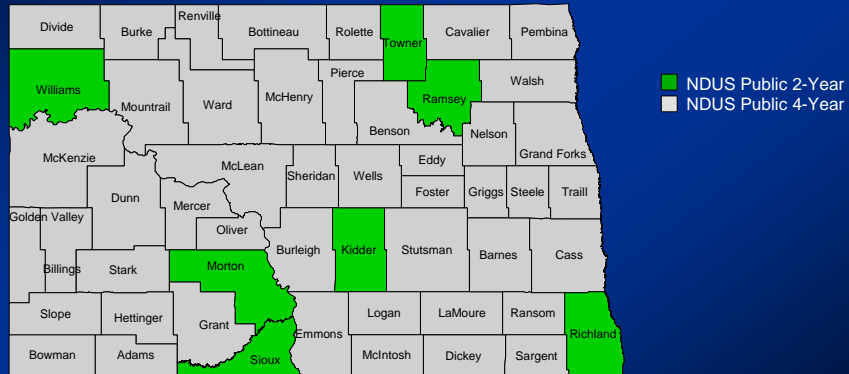 Divide
Burke
Renville
Bottineau
Rolette
Towner
Cavalier
Pembina
Williams
Mountrail
Ward
McHenry
Pierce
Benson
Ramsey
Walsh
Nelson
Grand Forks
McKenzie
Dunn
McLean
Mercer
Oliver
Sheridan
Wells
Eddy
Foster
Griggs
Steele
Traill
Golden Valley
Billings
Stark
Morton
Burleigh
Kidder
Stutsman
Barnes
Cass
Slope
Hettinger
Grant
Emmons
Logan
LaMoure
Ransom
Richland
Bowman
Adams
Sioux
McIntosh
Dickey
Sargent
NDUS Public 2-Year
NDUS Public 4-Year